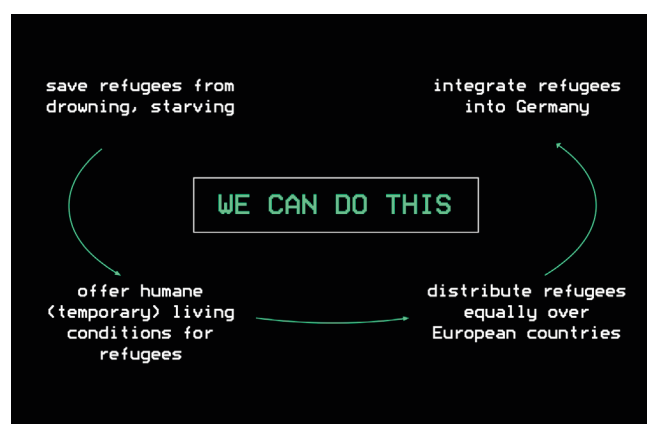 save refugees from
drowning, starving
integrate refugees
into Germany
WE CAN DO THIS
offer humane
(temporary) living
conditions for
refugees
distribute refugees
equally over
European countries